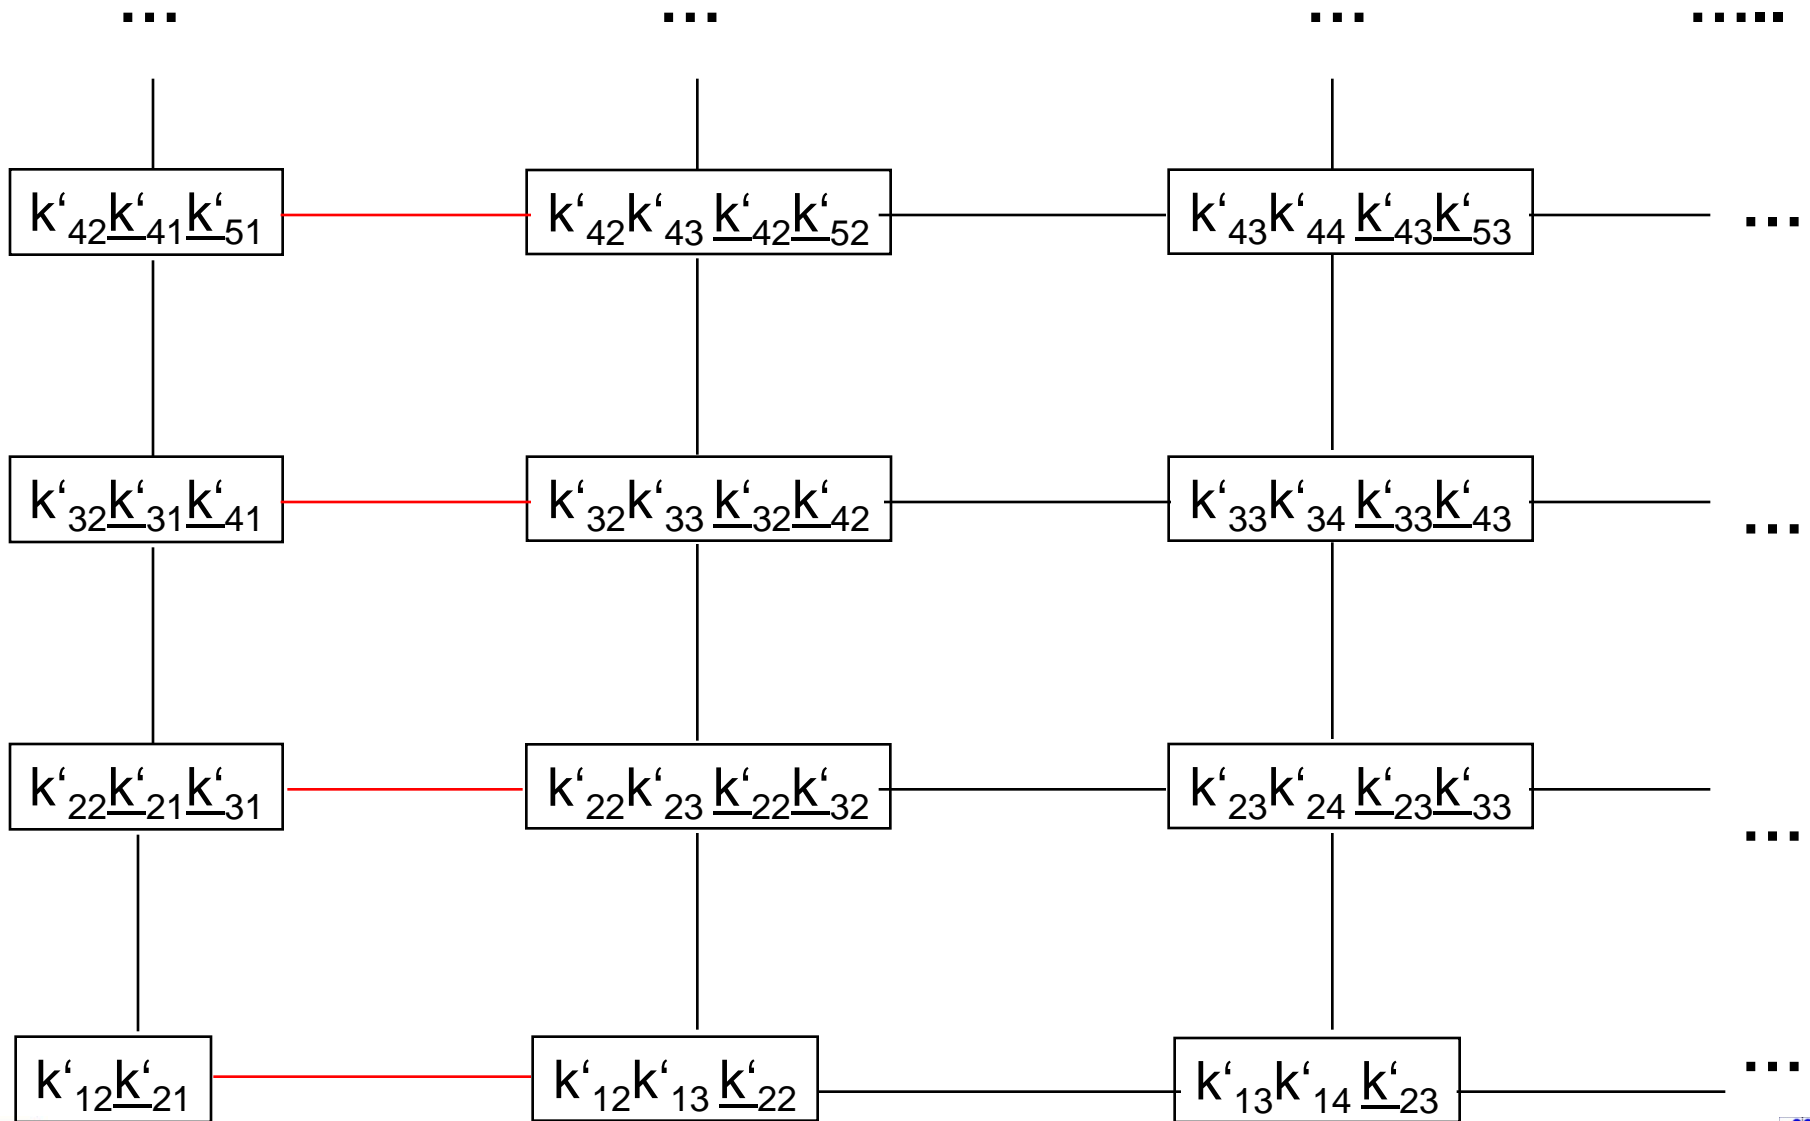 ... ... ... .....
k‘42k‘41k‘51 k‘42k‘43 k‘42k‘52 k‘43k‘44 k‘43k‘53 ...
k‘32k‘31k‘41 k‘32k‘33 k‘32k‘42 k‘33k‘34 k‘33k‘43 ...
k‘22k‘21k‘31 k‘22k‘23 k‘22k‘32 k‘23k‘24 k‘23k‘33 ...
k‘12k‘21 k‘12k‘13 k‘22 k‘13k‘14 k‘23 ...